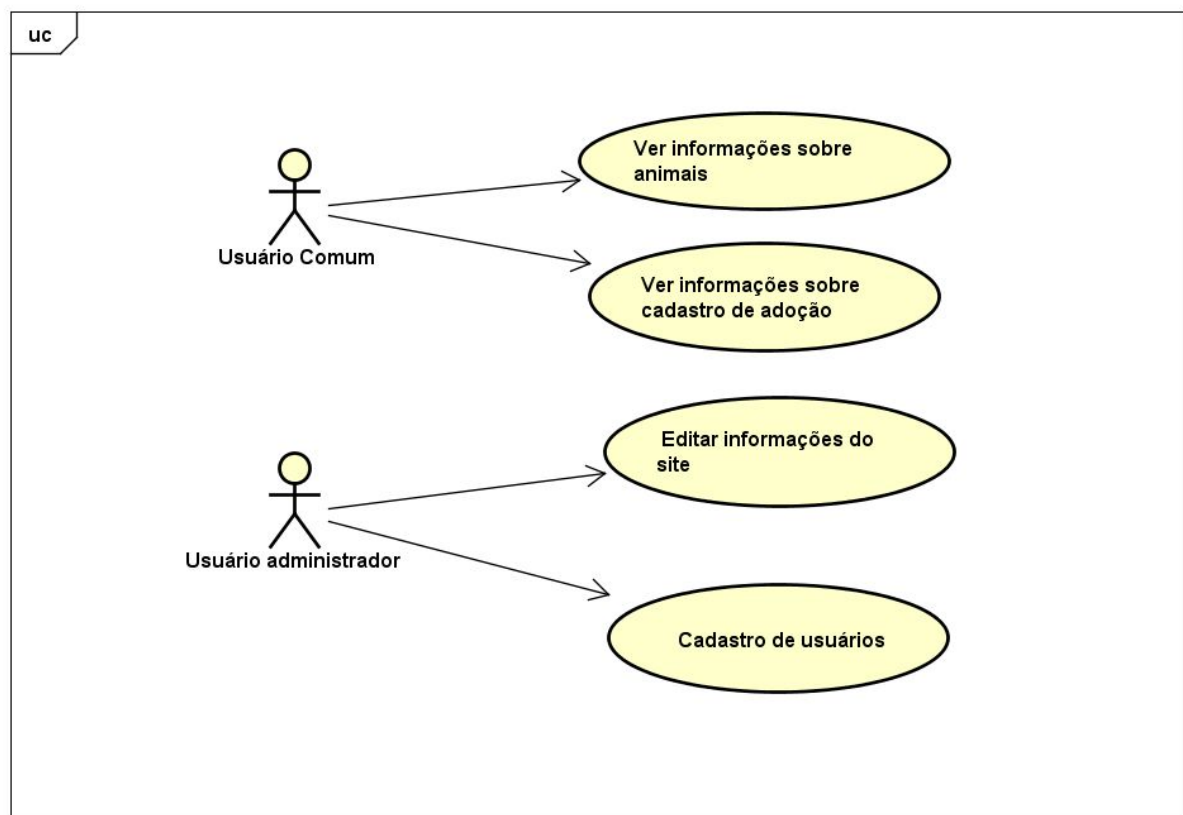 uc
Ver informações sobre
animais
Usuário Comum
Ver informações sobre
cadastro de adoção
Editar informações do
site
Usuário administrador
Cadastro de usuários